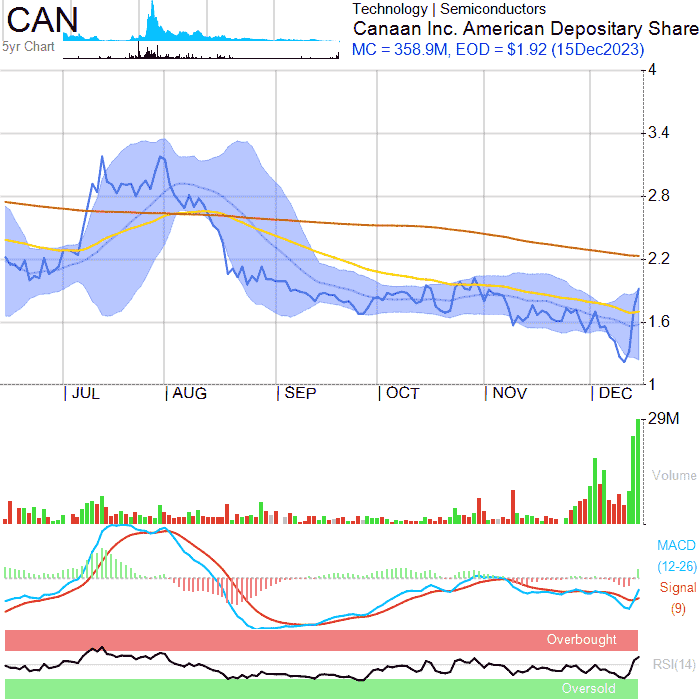 CAN
5yr Chart
Technology | Semiconductors
Canaan Inc. American Depositary Share
MC = 358.9M, EOD = $1.92 (15Dec2023)
4
3.4
2.8
2.2
1.6
1
JUL
AUG
SEP
OCT
NOV
DEC
29M
Volume
MACD
(12-26)
Signal
(9)
Overbought
RSI(14)
Oversold